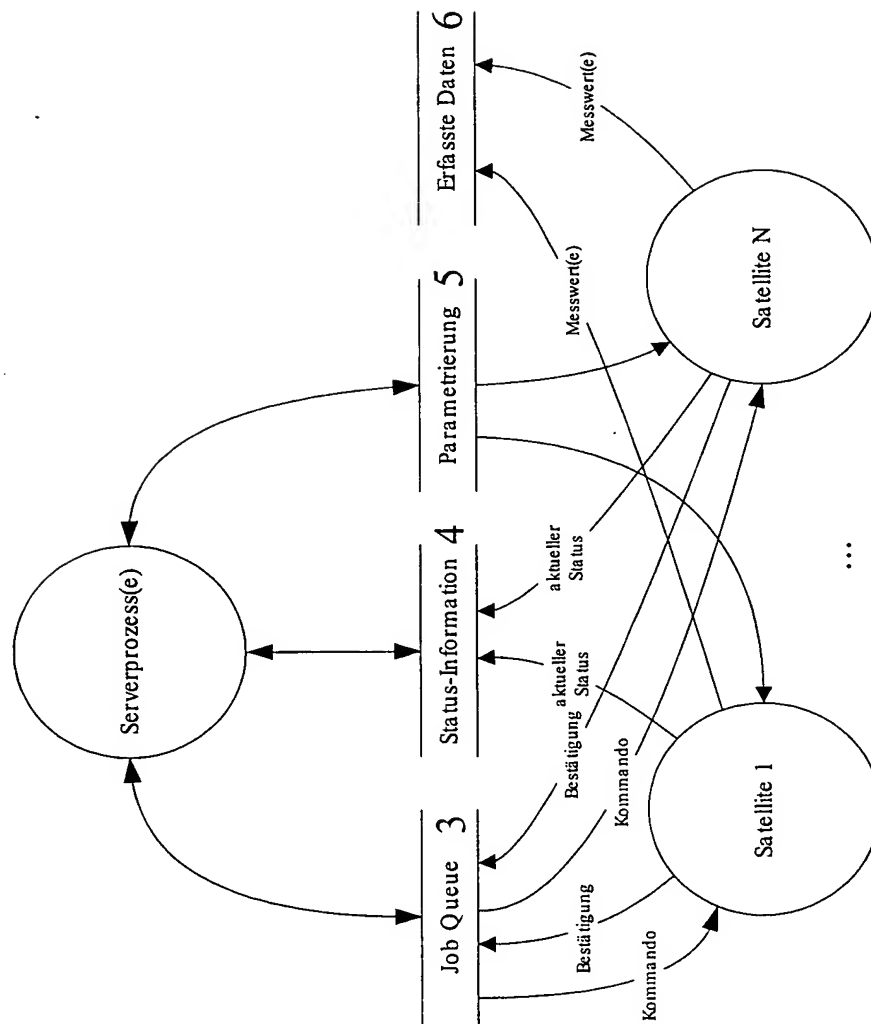 Serverprozess(e)
Job Queue 3
Status-Information 4
Parametrierung 5
Erfasste Daten 6
Kommando
Bestätigung
Bestätigung
Kommando
aktueller
Status
aktueller
Status
Messwert(e)
Messwert(e)
Satellite 1
...
Satellite N